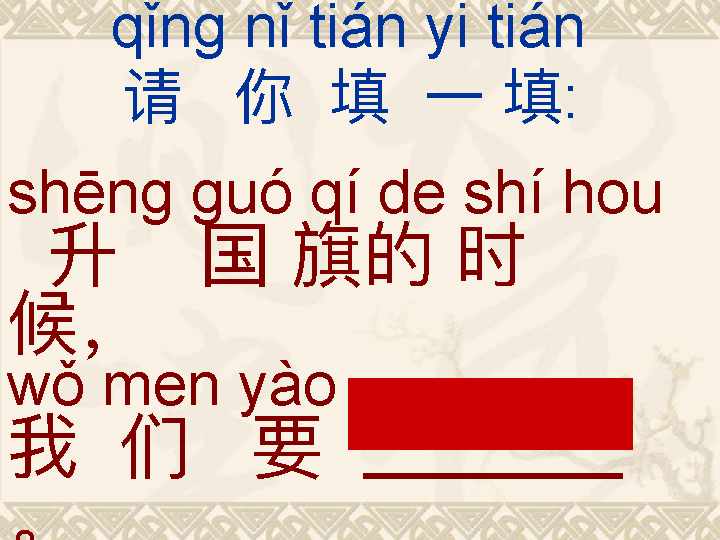 qǐng nǐ tián yi tián
请 你 填 一 填:
shēng guó qí de shí hou
升 国 旗的 时
候,
wǒ men yào
我 们 要 ________
。